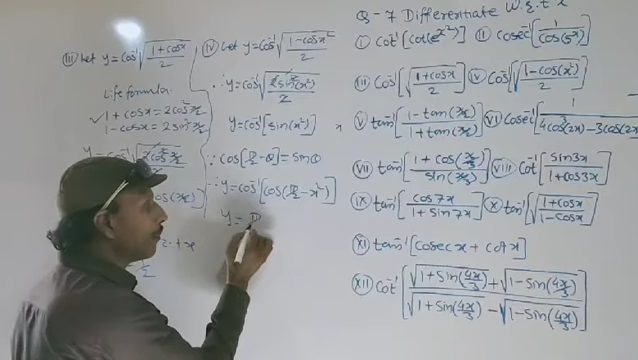 (III) Let y = cos⁻¹√(1+cosx / 2)
Life formula
✓ 1 + cosx = 2cos² x/2
1 - cosx = 2sin² x/2
(IV) Let y = cos⁻¹√(1-cosx² / 2)
∴ y = cos⁻¹√(2sin²(x²) / 2)
y = cos⁻¹[sin(x²)]
∵ cos[π/2 - θ] = sinθ
∴ y = cos⁻¹[cos(π/2 - x²)]
y =
Q-7 Differentiate w.r.t x
(I) cot⁻¹[cot(e^x²)] (II) cosec⁻¹[1 / cos(5^x)]
(III) cos⁻¹[√(1+cosx / 2)] (IV) cos⁻¹[√(1-cos(x²) / 2)]
(V) tan⁻¹[1 - tan(x/2) / 1 + tan(x/2)] (VI) cosec⁻¹[1 / 4cos³(2x) - 3cos(2x)
(VII) tan⁻¹[1 + cos(x/3) / sin(x/3)] (VIII) cot⁻¹[sin3x / 1 + cos3x]
(IX) tan⁻¹[cos7x / 1 + sin7x] (X) tan⁻¹[√(1+cosx / 1-cosx)]
(XI) tan⁻¹[cosec x + cot x]
(XII) cot⁻¹[√(1+sin(4x/3)) + √(1-sin(4x/3)) / √(1+sin(4x/3)) - √(1-sin(4x/3))]